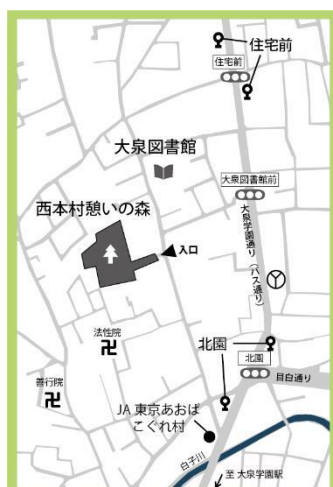 住宅前
住宅前
大泉図書館
大泉図書館前
西本村憩いの森
入口
大泉学園通り(バス通り)
法性院
北園
北園
目白通り
善行院
JA 東京あおば
こぐれ村
白子川
至 大泉学園駅